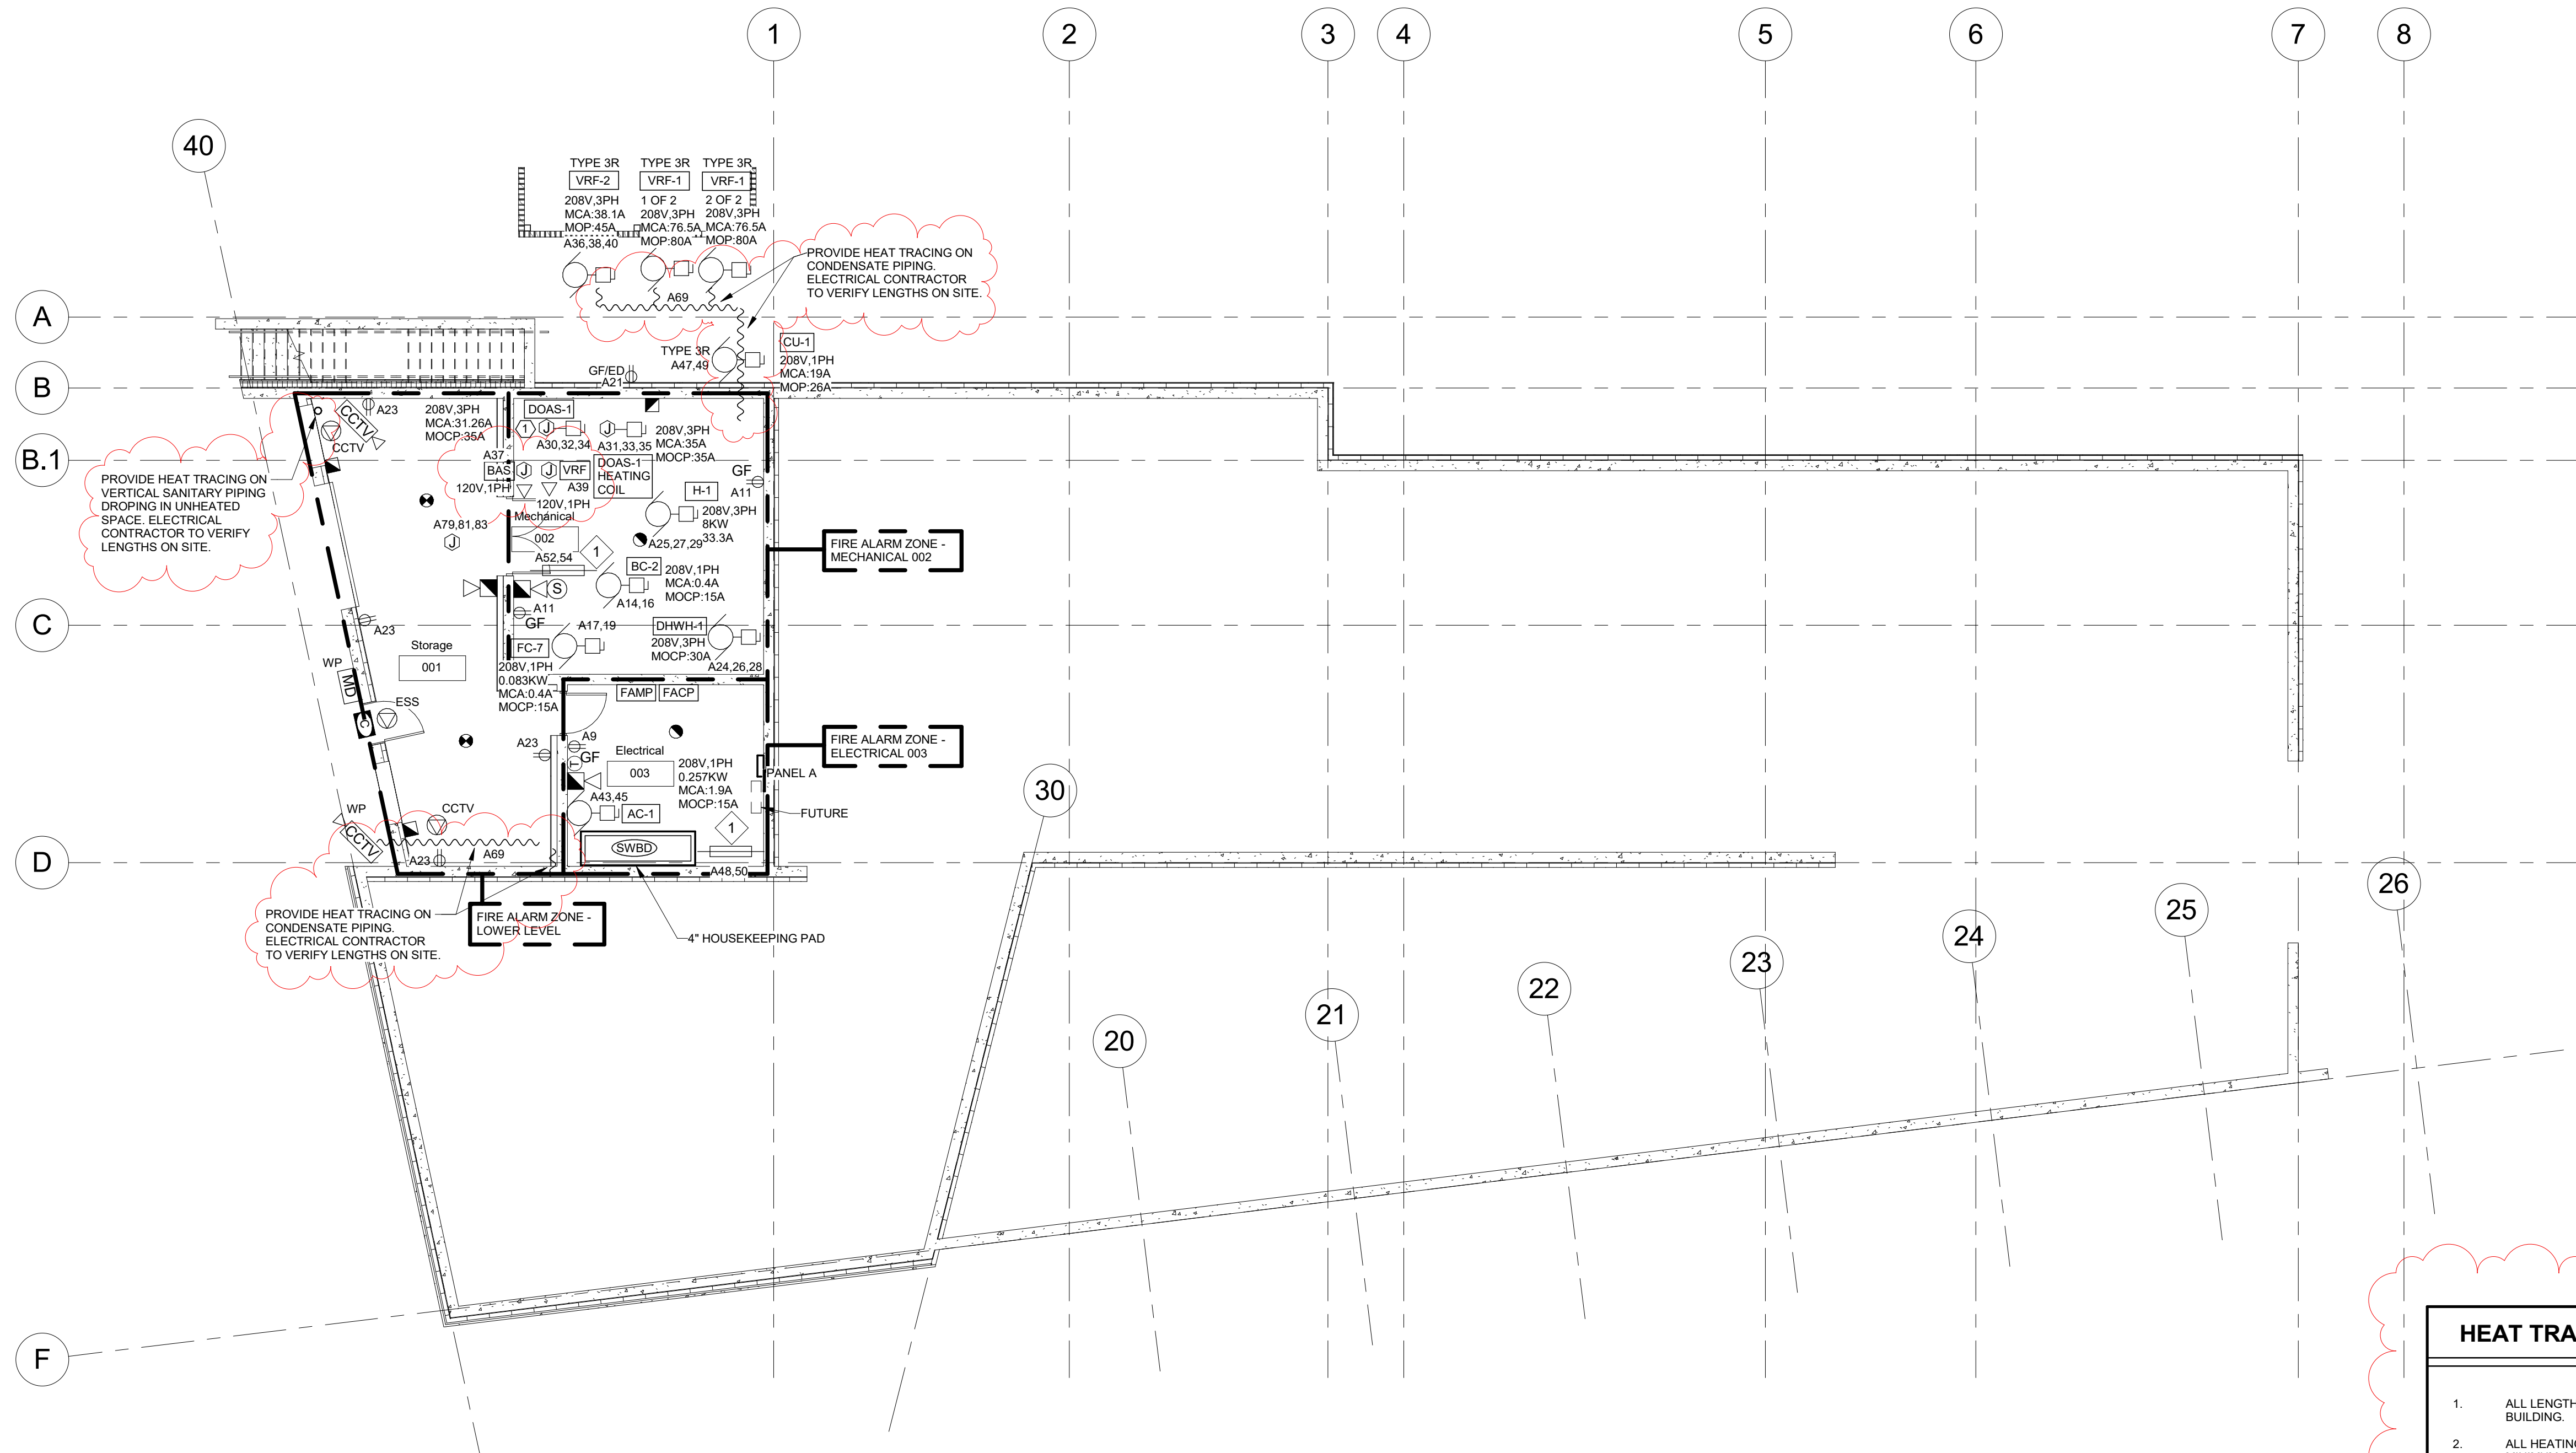 1
2
3
4
5
6
7
8
40
TYPE 3R
VRF-2
208V,3PH
MCA:38.1A
MOP:45A
A36,38,40
TYPE 3R
VRF-1
1 OF 2
208V,3PH
MCA:76.5A
MOP:80A
TYPE 3R
VRF-1
2 OF 2
208V,3PH
MCA:76.5A
MOP:80A
PROVIDE HEAT TRACING ON
CONDENSATE PIPING.
ELECTRICAL CONTRACTOR
TO VERIFY LENGTHS ON SITE.
A69
A
TYPE 3R
A47,49
CU-1
208V,1PH
MCA:19A
MOP:26A
GF/ED
A21
B
A23
CCTV
CCTV
208V,3PH
MCA:31.26A
MOCP:35A
DOAS-1
1
J
A30,32,34
J
A31,33,35
208V,3PH
MCA:35A
MOCP:35A
B.1
PROVIDE HEAT TRACING ON
VERTICAL SANITARY PIPING
DROPING IN UNHEATED
SPACE. ELECTRICAL
CONTRACTOR TO VERIFY
LENGTHS ON SITE.
A37
BAS
J
J
VRF
A39
120V,1PH
120V,1PH
DOAS-1
HEATING
COIL
GF
A11
H-1
208V,3PH
8KW
33.3A
A25,27,29
Mechanical
002
A79,81,83
J
A52,54
1
FIRE ALARM ZONE -
MECHANICAL 002
BC-2
208V,1PH
MCA:0.4A
MOCP:15A
A14,16
S
A11
GF
C
A23
A17,19
FC-7
208V,1PH
0.083KW
MCA:0.4A
MOCP:15A
DHWH-1
208V,3PH
MOCP:30A
A24,26,28
Storage
001
WP
MD
C
ESS
FAMP
FACP
A23
A9
GF
T
Electrical
003
208V,1PH
0.257KW
MCA:1.9A
MOCP:15A
FIRE ALARM ZONE -
ELECTRICAL 003
PANEL A
FUTURE
A43,45
AC-1
1
30
WP
CCTV
CCTV
A23
A69
SWBD
A48,50
D
PROVIDE HEAT TRACING ON
CONDENSATE PIPING.
ELECTRICAL CONTRACTOR
TO VERIFY LENGTHS ON SITE.
FIRE ALARM ZONE -
LOWER LEVEL
4" HOUSEKEEPING PAD
20
21
22
23
24
25
26
F
HEAT TRA
1. ALL LENGTH
BUILDING.
2. ALL HEATING